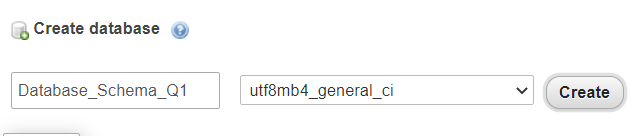 Create database
Database_Schema_Q1 utf8mb4_general_ci Create